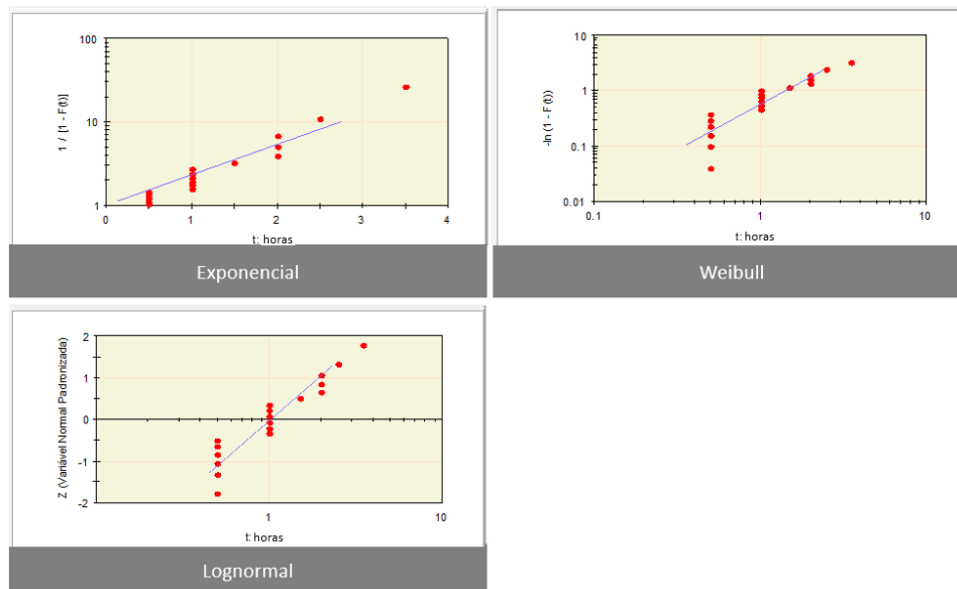 100
10
1
1 / [1 - F(t)]
0
1
2
3
4
t: horas
Exponencial
10
1
0.1
0.01
-ln (1 - F(t))
0.1
1
10
t: horas
Weibull
2
1
0
-1
-2
Z (Variável Normal Padronizada)
1
10
t: horas
Lognormal